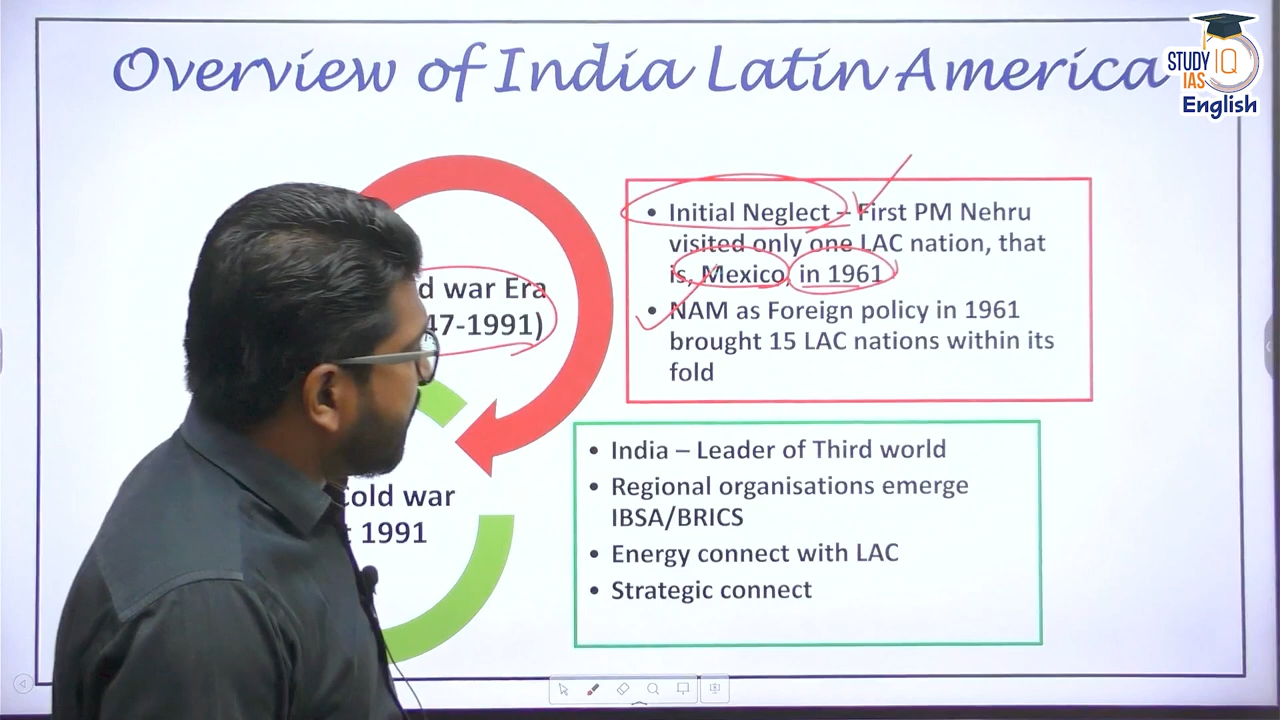 Overview of India Latin America
STUDY IQ
IAS
English
• Initial Neglect – First PM Nehru
visited only one LAC nation, that
is, Mexico, in 1961
• NAM as Foreign policy in 1961
brought 15 LAC nations within its
fold
war Era
47-1991)
• India – Leader of Third world
• Regional organisations emerge
IBSA/BRICS
• Energy connect with LAC
• Strategic connect
Cold war
1991